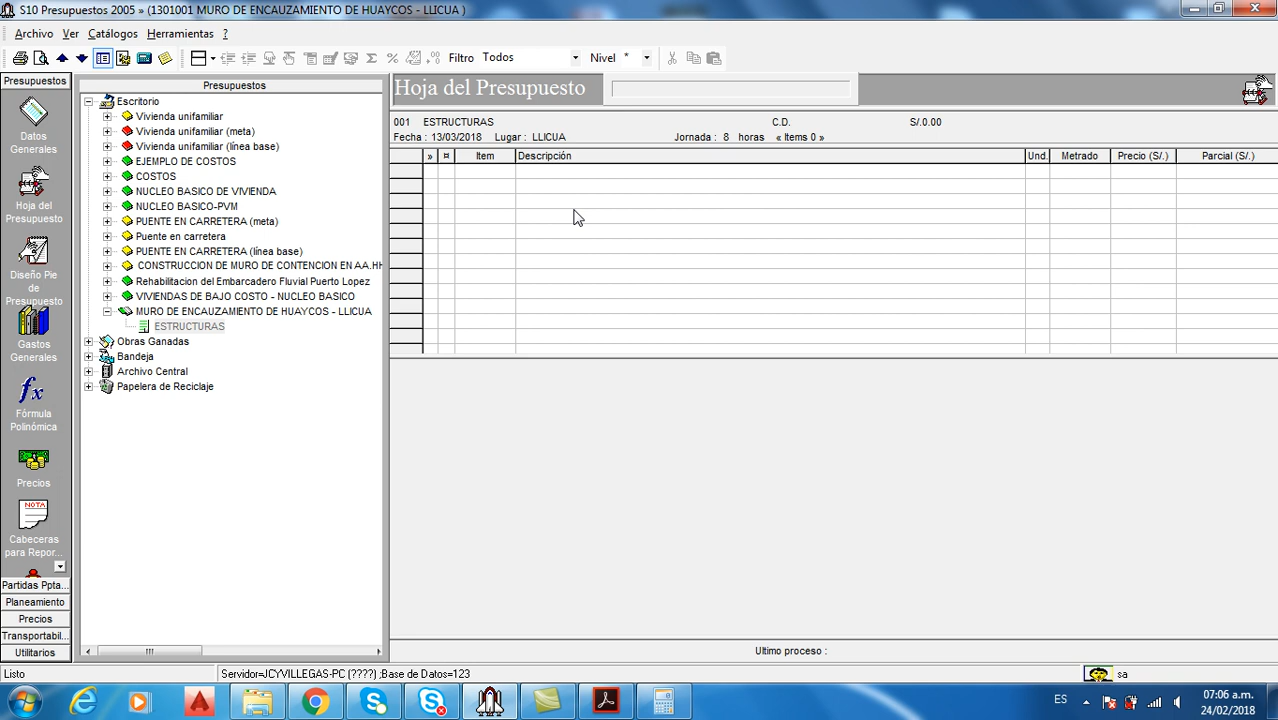 S10 Presupuestos 2005 » (1301001 MURO DE ENCAUZAMIENTO DE HUAYCOS - LLICUA )
Archivo Ver Catálogos Herramientas ?
Filtro Todos Nivel *
Presupuestos
Datos
Generales
Hoja del
Presupuesto
Diseño Pie
de
Presupuesto
Gastos
Generales
fx
Fórmula
Polinómica
Precios
NOTA
Cabeceras
para Repor...
Partidas Ppta...
Planeamiento
Precios
Transportabil...
Utilitarios
Presupuestos
Escritorio
Vivienda unifamiliar
Vivienda unifamiliar (meta)
Vivienda unifamiliar (línea base)
EJEMPLO DE COSTOS
COSTOS
NUCLEO BASICO DE VIVIENDA
NUCLEO BASICO-PVM
PUENTE EN CARRETERA (meta)
Puente en carretera
PUENTE EN CARRETERA (línea base)
CONSTRUCCION DE MURO DE CONTENCION EN AA.HH
Rehabilitacion del Embarcadero Fluvial Puerto Lopez
VIVIENDAS DE BAJO COSTO - NUCLEO BASICO
MURO DE ENCAUZAMIENTO DE HUAYCOS - LLICUA
ESTRUCTURAS
Obras Ganadas
Bandeja
Archivo Central
Papelera de Reciclaje
Hoja del Presupuesto
001 ESTRUCTURAS C.D. S/.0.00
Fecha : 13/03/2018 Lugar : LLICUA Jornada : 8 horas « Items 0 »
» ¤ Item Descripción Und. Metrado Precio (S/.) Parcial (S/.)
Ultimo proceso :
Listo Servidor=JCYVILLEGAS-PC (????) ;Base de Datos=123 sa
ES 07:06 a.m.
24/02/2018